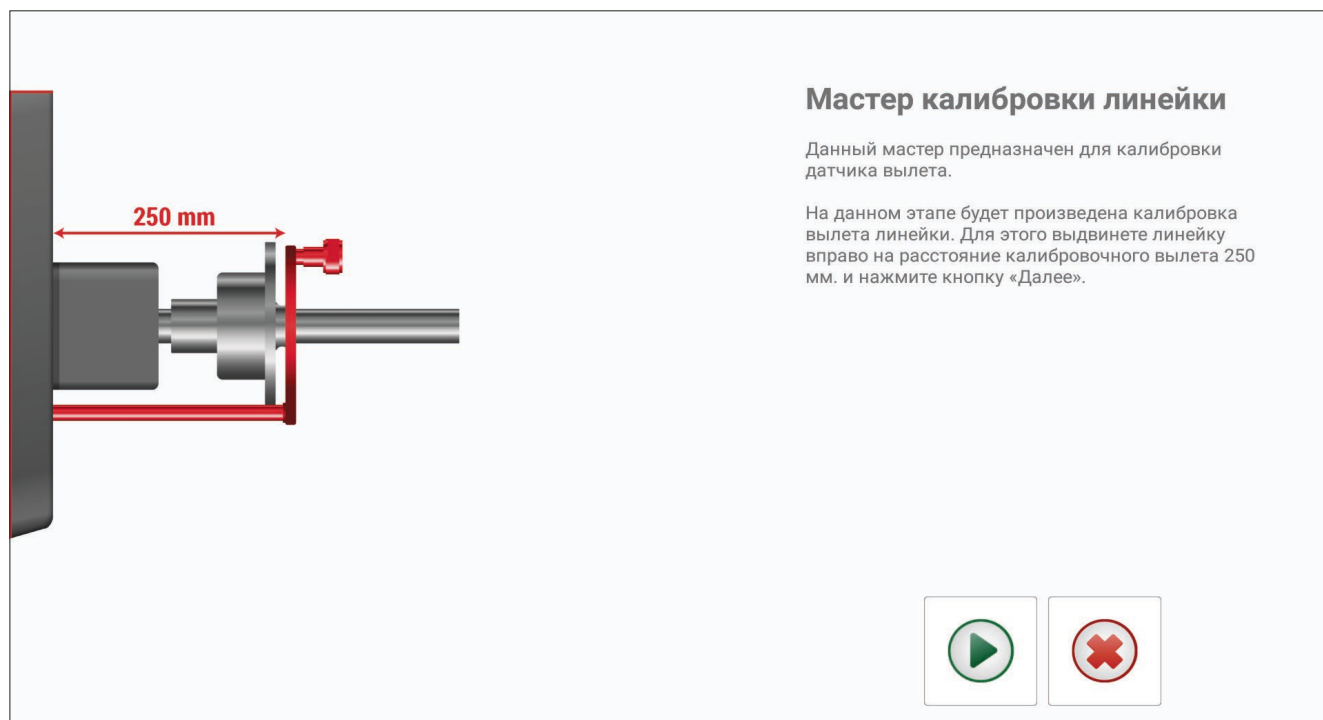 Мастер калибровки линейки
Данный мастер предназначен для калибровки
датчика вылета.
250 mm
На данном этапе будет произведена калибровка
вылета линейки. Для этого выдвинете линейку
вправо на расстояние калибровочного вылета 250
мм. и нажмите кнопку «Далее».